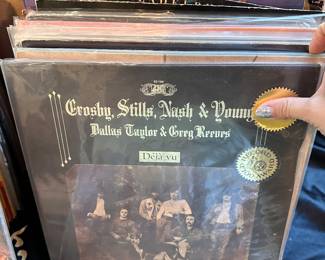 Crosby, Stills, Nash & Young
Dallas Taylor & Greg Reeves
Déjà vu